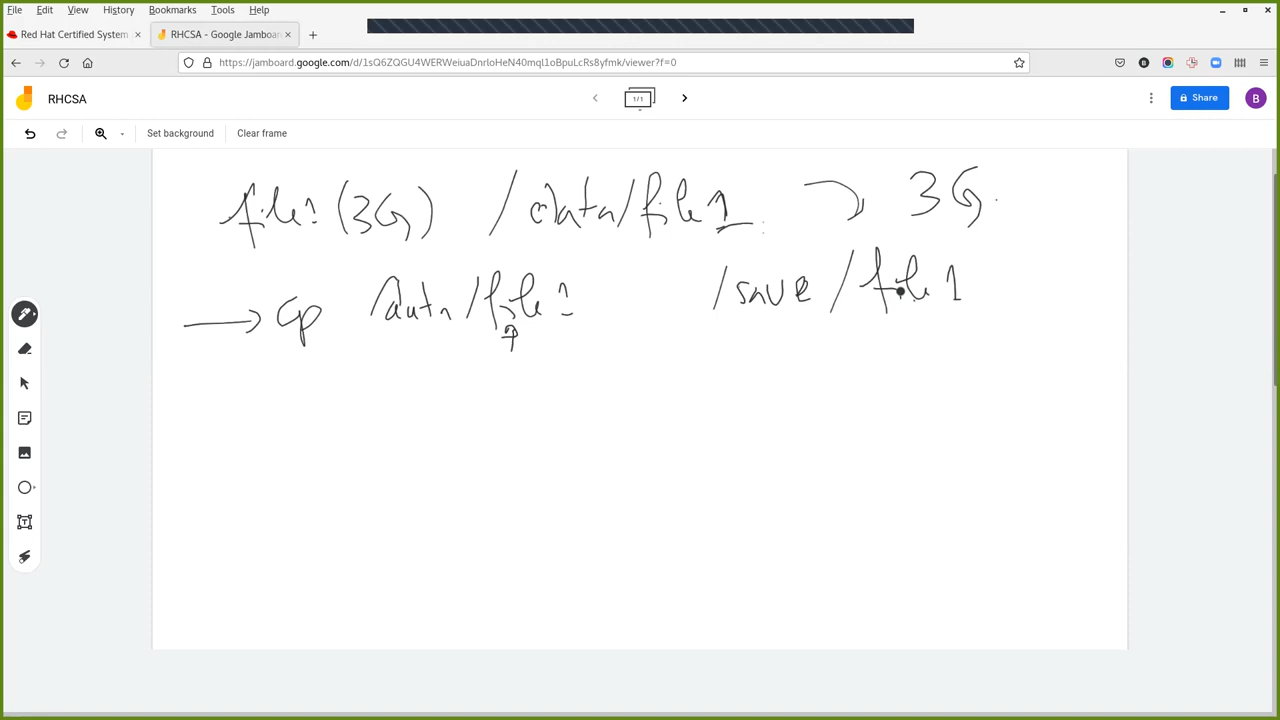 File Edit View History Bookmarks Tools Help
Red Hat Certified System × RHCSA - Google Jamboard × +
https://jamboard.google.com/d/1sQ6ZQGU4WERWeiuaDnrIoHeN40mql1oBpuLcRs8yfmk/viewer?f=0
RHCSA 1/1 Share B
Set background Clear frame
file1 (3G) /data/file1 3G
cp /data/file1 /save/file1